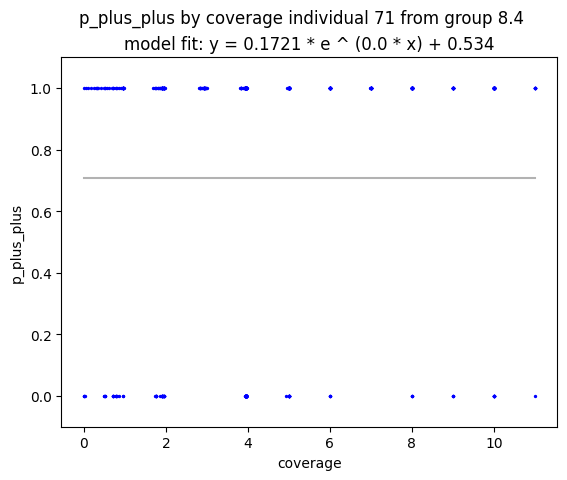 p_plus_plus by coverage individual 71 from group 8.4
model fit: y = 0.1721 * e ^ (0.0 * x) + 0.534
1.0
0.8
0.6
0.4
0.2
0.0
p_plus_plus
0 2 4 6 8 10
coverage